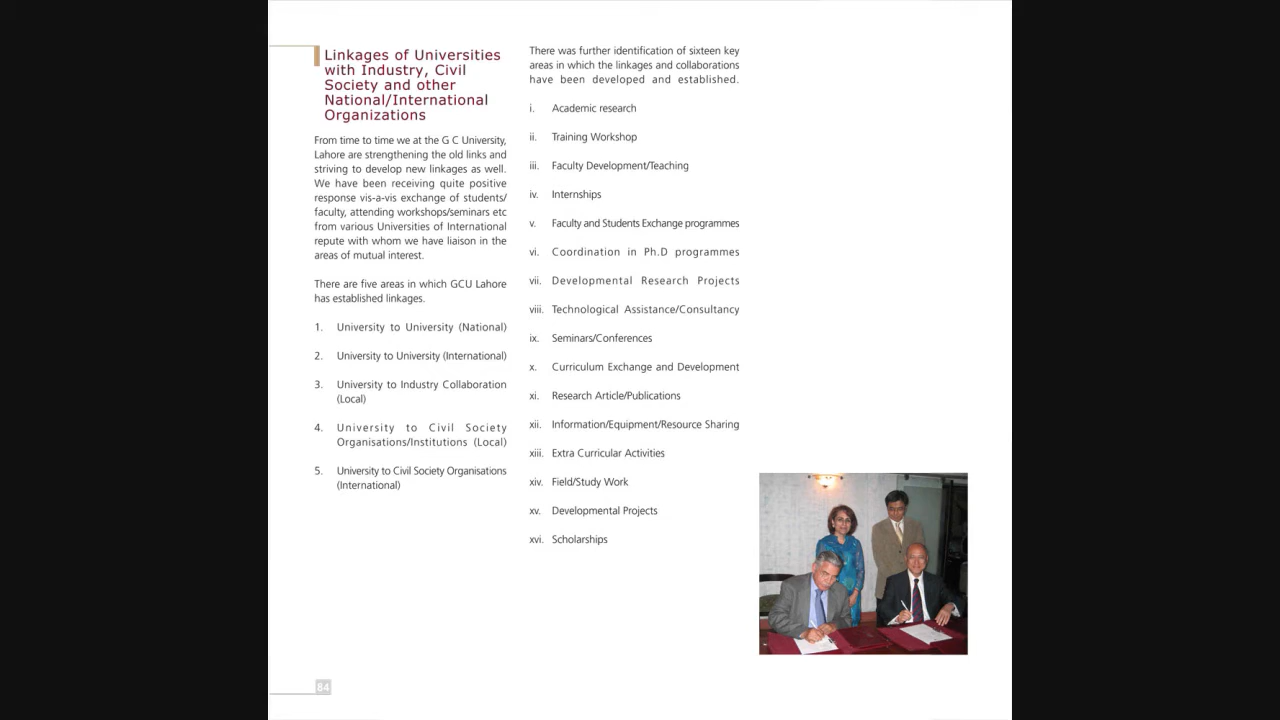 Linkages of Universities
with Industry, Civil
Society and other
National/International
Organizations
From time to time we at the G C University,
Lahore are strengthening the old links and
striving to develop new linkages as well.
We have been receiving quite positive
response vis-a-vis exchange of students/
faculty, attending workshops/seminars etc
from various Universities of International
repute with whom we have liaison in the
areas of mutual interest.
There are five areas in which GCU Lahore
has established linkages.
1. University to University (National)
2. University to University (International)
3. University to Industry Collaboration
(Local)
4. University to Civil Society
Organisations/Institutions (Local)
5. University to Civil Society Organisations
(International)
There was further identification of sixteen key
areas in which the linkages and collaborations
have been developed and established.
i. Academic research
ii. Training Workshop
iii. Faculty Development/Teaching
iv. Internships
v. Faculty and Students Exchange programmes
vi. Coordination in Ph.D programmes
vii. Developmental Research Projects
viii. Technological Assistance/Consultancy
ix. Seminars/Conferences
x. Curriculum Exchange and Development
xi. Research Article/Publications
xii. Information/Equipment/Resource Sharing
xiii. Extra Curricular Activities
xiv. Field/Study Work
xv. Developmental Projects
xvi. Scholarships
84